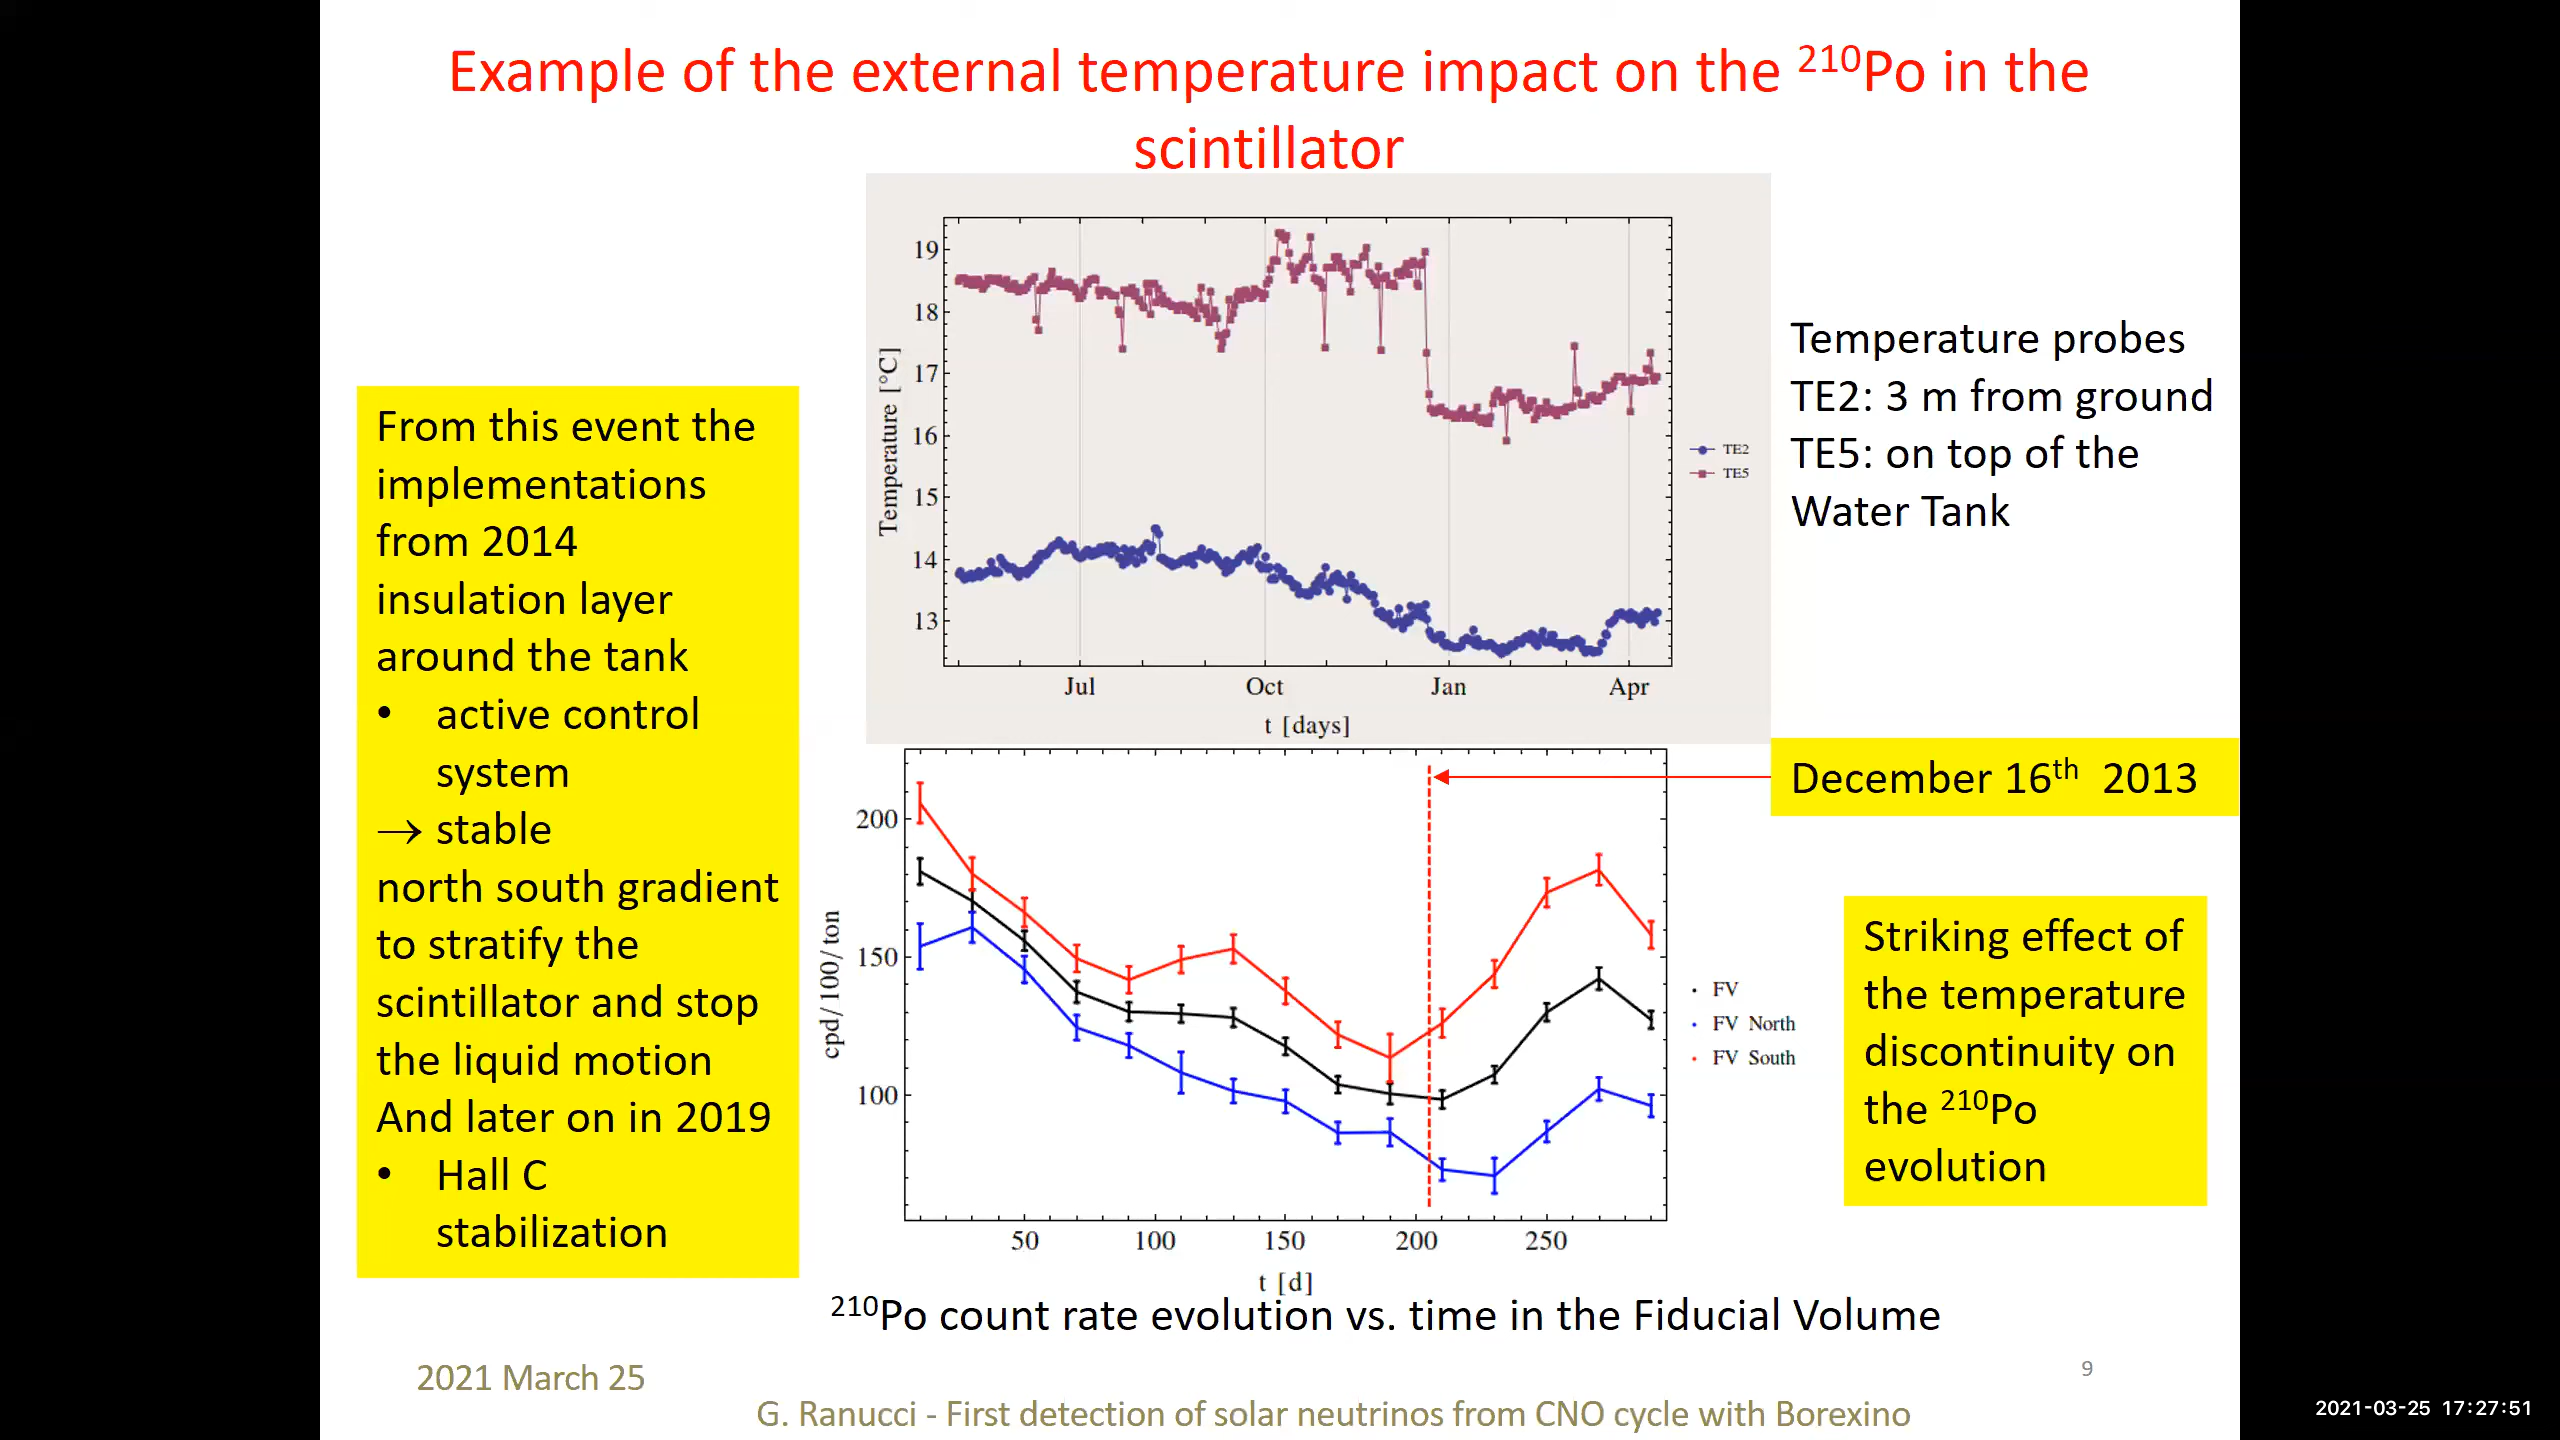 Example of the external temperature impact on the ²¹⁰Po in the
scintillator
From this event the
implementations
from 2014
insulation layer
around the tank
• active control
system
→ stable
north south gradient
to stratify the
scintillator and stop
the liquid motion
And later on in 2019
• Hall C
stabilization
Temperature [°C]
19
18
17
16
15
14
13
Jul Oct Jan Apr
t [days]
TE2
TE5
Temperature probes
TE2: 3 m from ground
TE5: on top of the
Water Tank
December 16th 2013
cpd/100/ton
200
150
100
50 100 150 200 250
t [d]
FV
FV North
FV South
Striking effect of
the temperature
discontinuity on
the ²¹⁰Po
evolution
²¹⁰Po count rate evolution vs. time in the Fiducial Volume
2021 March 25
9
G. Ranucci - First detection of solar neutrinos from CNO cycle with Borexino
2021-03-25 17:27:51